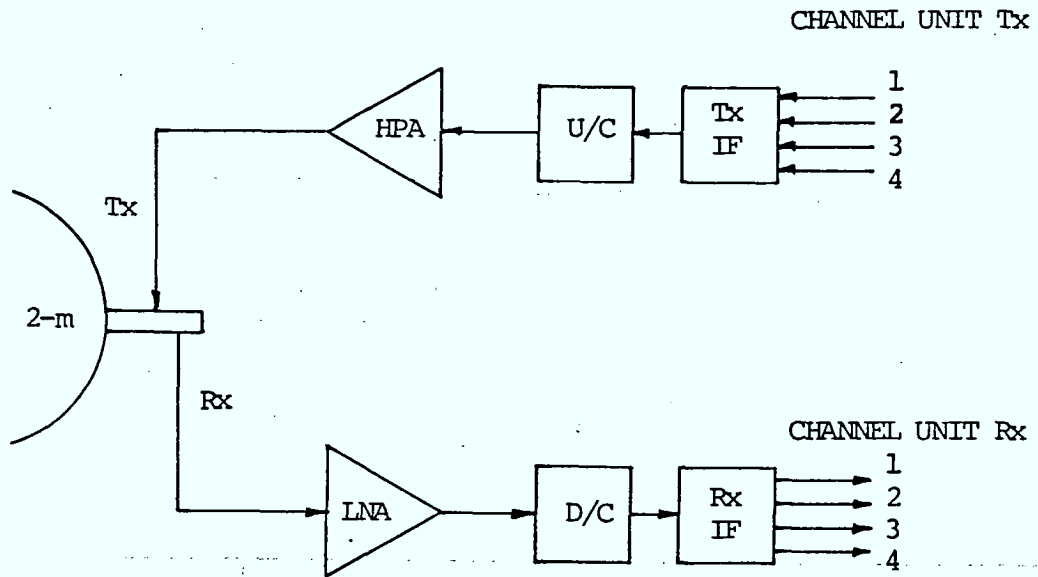 CHANNEL UNIT Tx
1
HPA U/C Tx 2
IF 3
4
Tx
2-m
Rx
CHANNEL UNIT Rx
1
LNA D/C Rx 2
IF 3
4